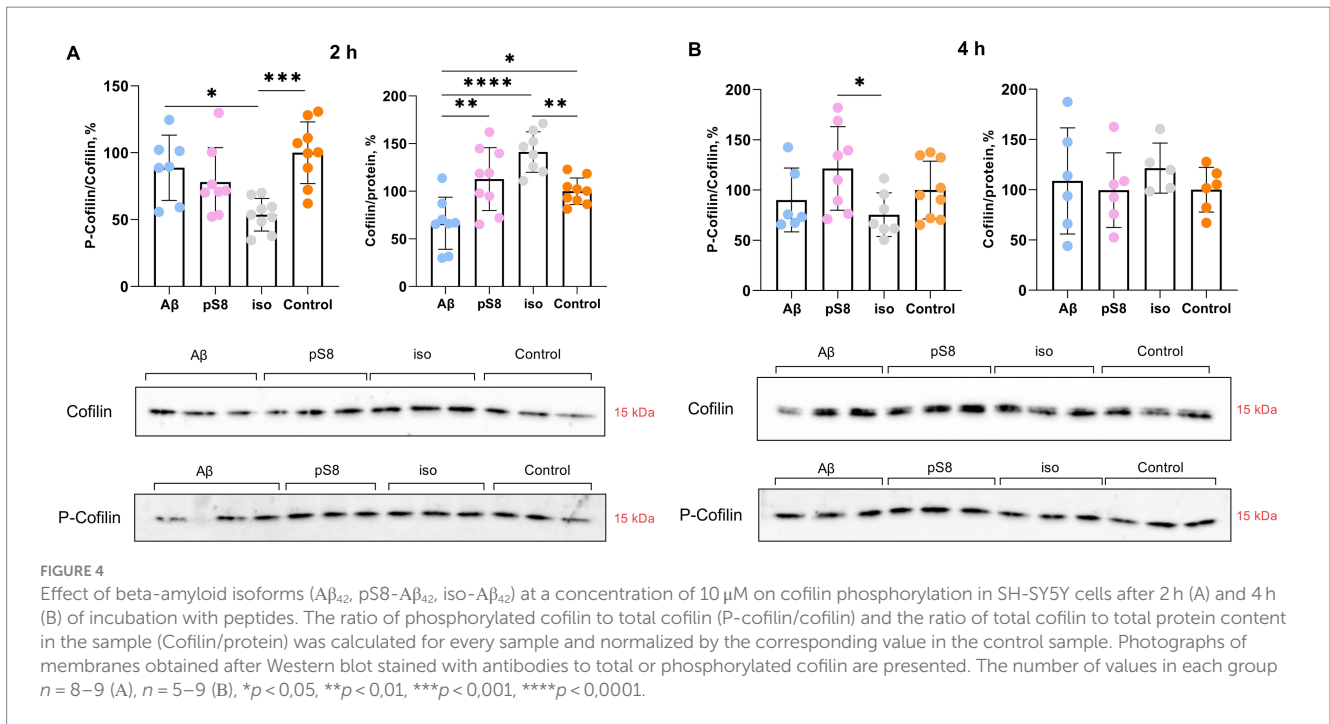 A
2 h
P-Cofilin/Cofilin, %
150
100
50
0
*
***
Aβ
pS8
iso
Control
Cofilin/protein, %
200
150
100
50
0
*
****
**
**
Aβ
pS8
iso
Control
Aβ
pS8
iso
Control
Cofilin
15 kDa
Aβ
pS8
iso
Control
P-Cofilin
15 kDa
B
4 h
P-Cofilin/Cofilin, %
200
150
100
50
0
*
Aβ
pS8
iso
Control
Cofilin/protein, %
200
150
100
50
0
Aβ
pS8
iso
Control
Aβ
pS8
iso
Control
Cofilin
15 kDa
Aβ
pS8
iso
Control
P-Cofilin
15 kDa
FIGURE 4
Effect of beta-amyloid isoforms (Aβ₄₂, pS8-Aβ₄₂, iso-Aβ₄₂) at a concentration of 10 μM on cofilin phosphorylation in SH-SY5Y cells after 2 h (A) and 4 h
(B) of incubation with peptides. The ratio of phosphorylated cofilin to total cofilin (P-cofilin/cofilin) and the ratio of total cofilin to total protein content
in the sample (Cofilin/protein) was calculated for every sample and normalized by the corresponding value in the control sample. Photographs of
membranes obtained after Western blot stained with antibodies to total or phosphorylated cofilin are presented. The number of values in each group
n = 8–9 (A), n = 5–9 (B), *p < 0,05, **p < 0,01, ***p < 0,001, ****p < 0,0001.